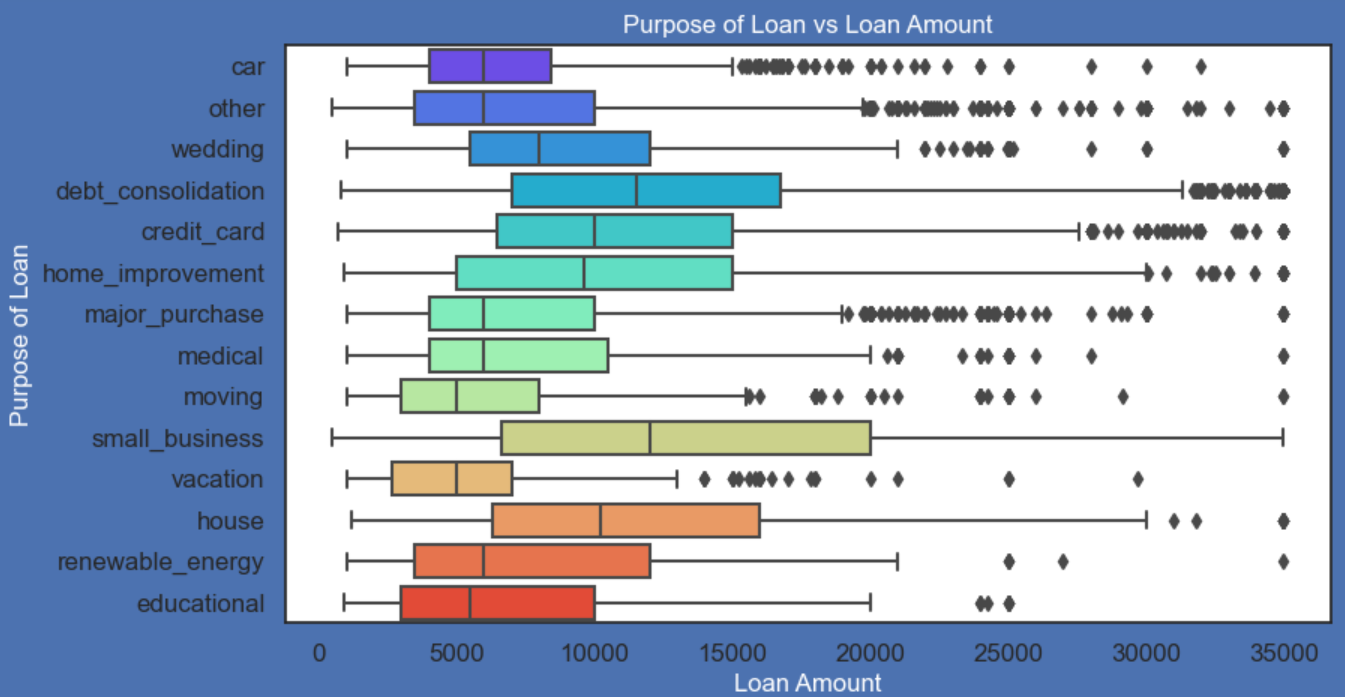 Purpose of Loan vs Loan Amount
Purpose of Loan
car
other
wedding
debt_consolidation
credit_card
home_improvement
major_purchase
medical
moving
small_business
vacation
house
renewable_energy
educational
0 5000 10000 15000 20000 25000 30000 35000
Loan Amount